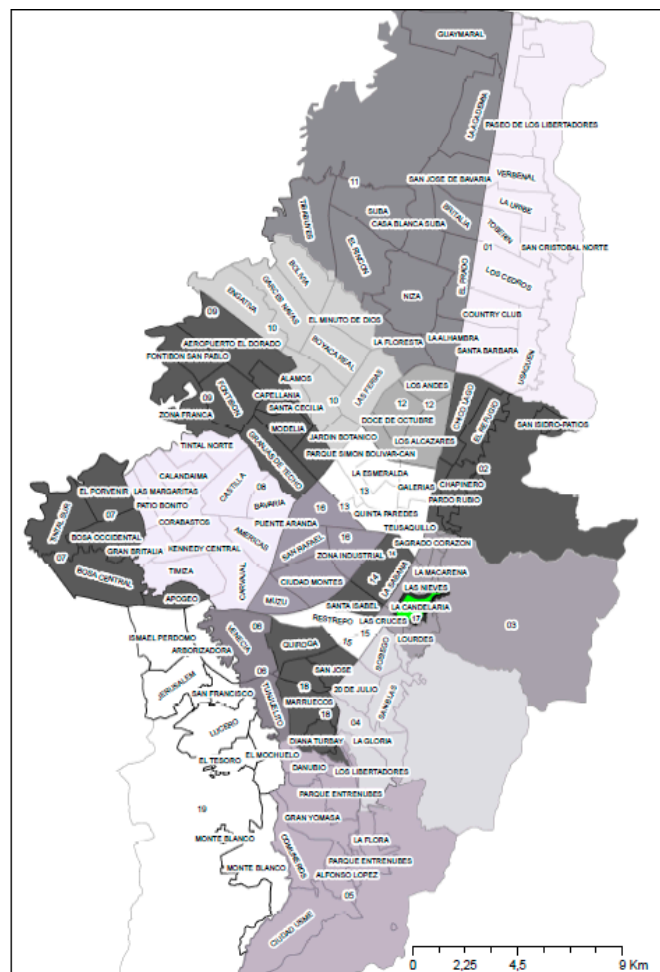 GUAYMARAL
LA ACADEMIA
PASEO DE LOS LIBERTADORES
VERBENAL
SAN JOSE DE BAVARIA
11
LA URIBE
TIBABUYES
SUBA
BRITALIA
CASA BLANCA SUBA
TOBERIN
SAN CRISTOBAL NORTE
01
EL RINCON
BOLIVIA
LOS CEDROS
EL PRADO
GARCES NAVAS
ENGATIVA
NIZA
09
EL MINUTO DE DIOS
COUNTRY CLUB
10
BOYACA REAL
AEROPUERTO EL DORADO
LA FLORESTA
LA ALHAMBRA
FONTIBON SAN PABLO
SANTA BARBARA
USAQUEN
ALAMOS
LAS FERIAS
LOS ANDES
CHICO LAGO
EL REFUGIO
FONTIBON
CAPELLANIA
09
10
12
12
ZONA FRANCA
SANTA CECILIA
DOCE DE OCTUBRE
SAN ISIDRO-PATIOS
MODELIA
JARDIN BOTANICO
LOS ALCAZARES
TINTAL NORTE
GRANJAS DE TECHO
PARQUE SIMON BOLIVAR-CAN
02
LA ESMERALDA
CALANDAIMA
CASTILLA
CHAPINERO
EL PORVENIR
LAS MARGARITAS
08
13
GALERIAS
PATIO BONITO
BAVARIA
PARDO RUBIO
TINTAL SUR
07
CORABASTOS
16
13
QUINTA PAREDES
PUENTE ARANDA
TEUSAQUILLO
BOSA OCCIDENTAL
AMERICAS
16
SAGRADO CORAZON
GRAN BRITALIA
KENNEDY CENTRAL
SAN RAFAEL
ZONA INDUSTRIAL
14
07
LA SABANA
LA MACARENA
BOSA CENTRAL
TIMIZA
CARVAJAL
CIUDAD MONTES
14
LAS NIEVES
APOGEO
MUZU
SANTA ISABEL
LA CANDELARIA
RESTREPO
LAS CRUCES
17
03
ISMAEL PERDOMO
VENECIA
06
15
15
LOURDES
ARBORIZADORA
QUIROGA
SOSIEGO
JERUSALEM
06
SAN JOSE
SAN FRANCISCO
TUNJUELITO
18
20 DE JULIO
SAN BLAS
MARRUECOS
LUCERO
18
04
DIANA TURBAY
LA GLORIA
EL TESORO
EL MOCHUELO
DANUBIO
LOS LIBERTADORES
PARQUE ENTRENUBES
19
GRAN YOMASA
MONTE BLANCO
LA FLORA
COMUNEROS
PARQUE ENTRENUBES
MONTE BLANCO
ALFONSO LOPEZ
05
CIUDAD USME
0 2,25 4,5 9 Km